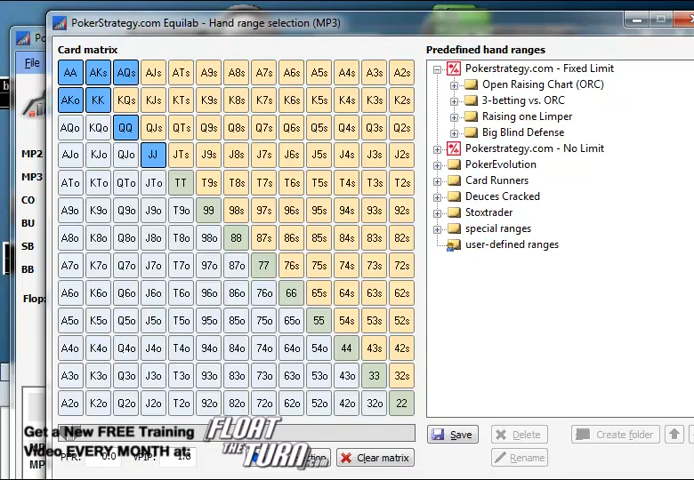 PokerStrategy.com Equilab - Hand range selection (MP3)
File
MP2
MP3
CO
BU
SB
BB
Flop:
Card matrix
AA AKs AQs AJs ATs A9s A8s A7s A6s A5s A4s A3s A2s
AKo KK KQs KJs KTs K9s K8s K7s K6s K5s K4s K3s K2s
AQo KQo QQ QJs QTs Q9s Q8s Q7s Q6s Q5s Q4s Q3s Q2s
AJo KJo QJo JJ JTs J9s J8s J7s J6s J5s J4s J3s J2s
ATo KTo QTo JTo TT T9s T8s T7s T6s T5s T4s T3s T2s
A9o K9o Q9o J9o T9o 99 98s 97s 96s 95s 94s 93s 92s
A8o K8o Q8o J8o T8o 98o 88 87s 86s 85s 84s 83s 82s
A7o K7o Q7o J7o T7o 97o 87o 77 76s 75s 74s 73s 72s
A6o K6o Q6o J6o T6o 96o 86o 76o 66 65s 64s 63s 62s
A5o K5o Q5o J5o T5o 95o 85o 75o 65o 55 54s 53s 52s
A4o K4o Q4o J4o T4o 94o 84o 74o 64o 54o 44 43s 42s
A3o K3o Q3o J3o T3o 93o 83o 73o 63o 53o 43o 33 32s
A2o K2o Q2o J2o T2o 92o 82o 72o 62o 52o 42o 32o 22
Predefined hand ranges
Pokerstrategy.com - Fixed Limit
Open Raising Chart (ORC)
3-betting vs. ORC
Raising one Limper
Big Blind Defense
Pokerstrategy.com - No Limit
PokerEvolution
Card Runners
Deuces Cracked
Stoxtrader
special ranges
user-defined ranges
Save
Delete
Create folder
Rename
Clear matrix
Get a New FREE Training
Video EVERY MONTH at:
FLOAT
THE TURN.com